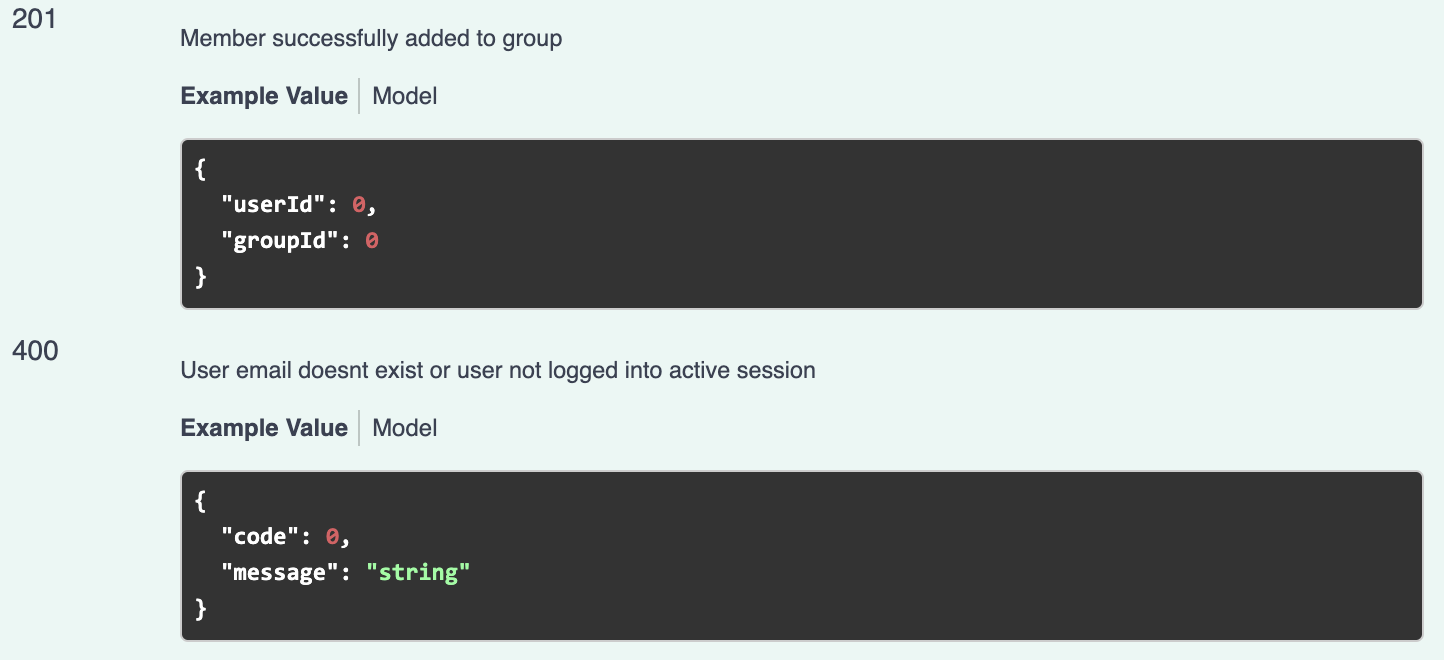 201
Member successfully added to group
Example Value Model
{
  "userId": 0,
  "groupId": 0
}
400
User email doesnt exist or user not logged into active session
Example Value Model
{
  "code": 0,
  "message": "string"
}